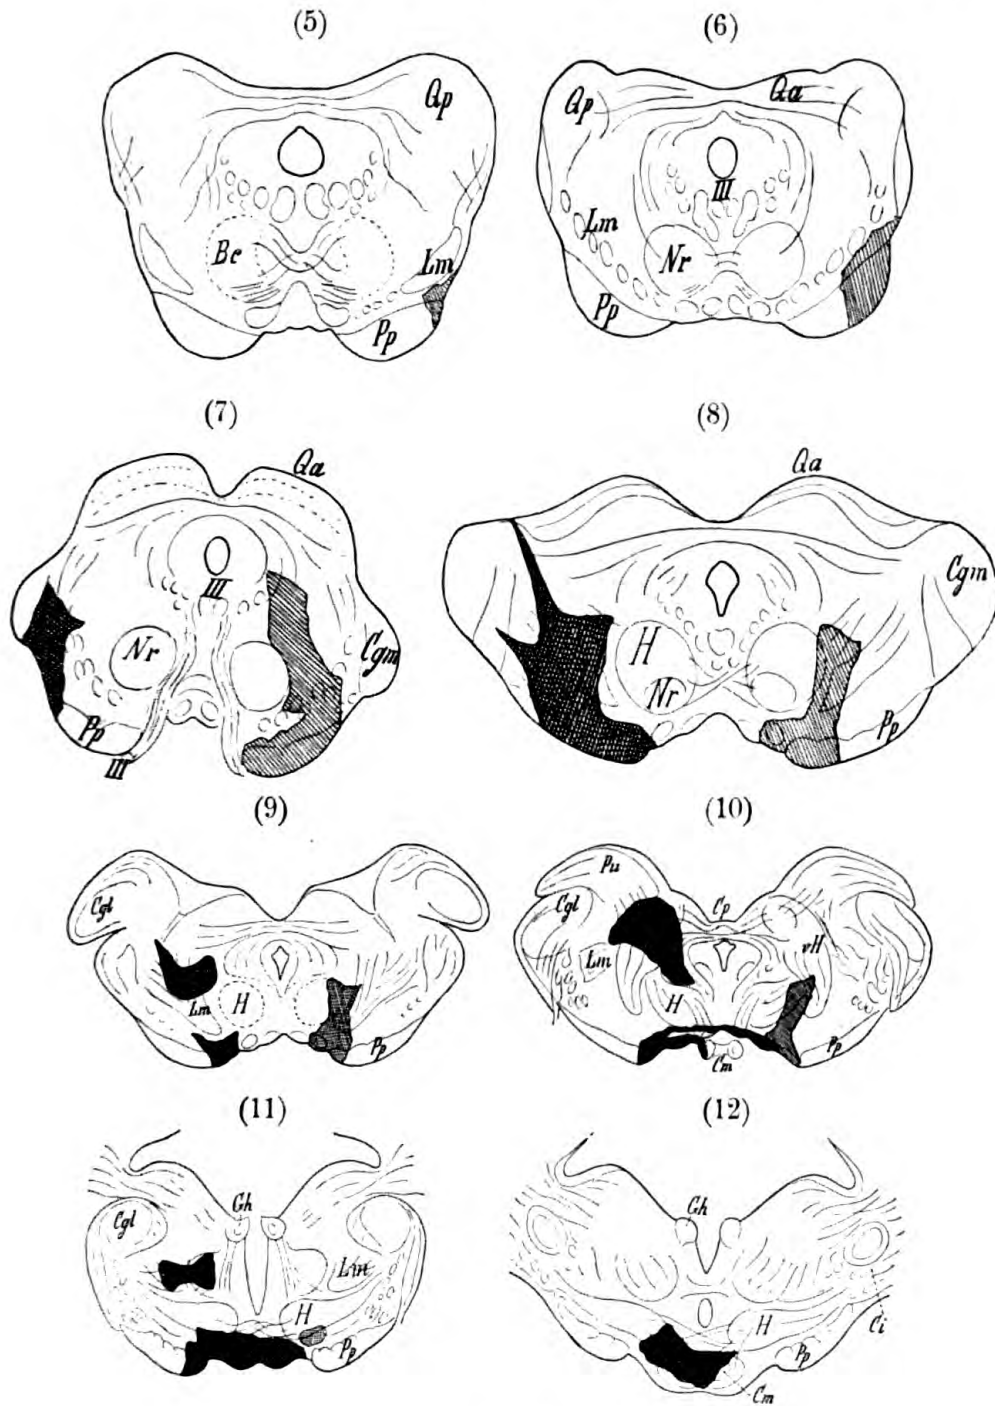 (5)
(6)
Qp
Bc
Lm
Pp
Qp
Qa
III
Lm
Nr
Pp
(7)
(8)
Qa
III
Nr
Cgm
Pp
III
Qa
Cgm
H
Nr
Pp
(9)
(10)
Cgl
Lm
H
Pp
Pu
Cgl
Cp
Lm
vH
H
Cm
Pp
(11)
(12)
Gh
Cgl
Lm
H
Pp
Gh
H
Ci
Pp
Cm